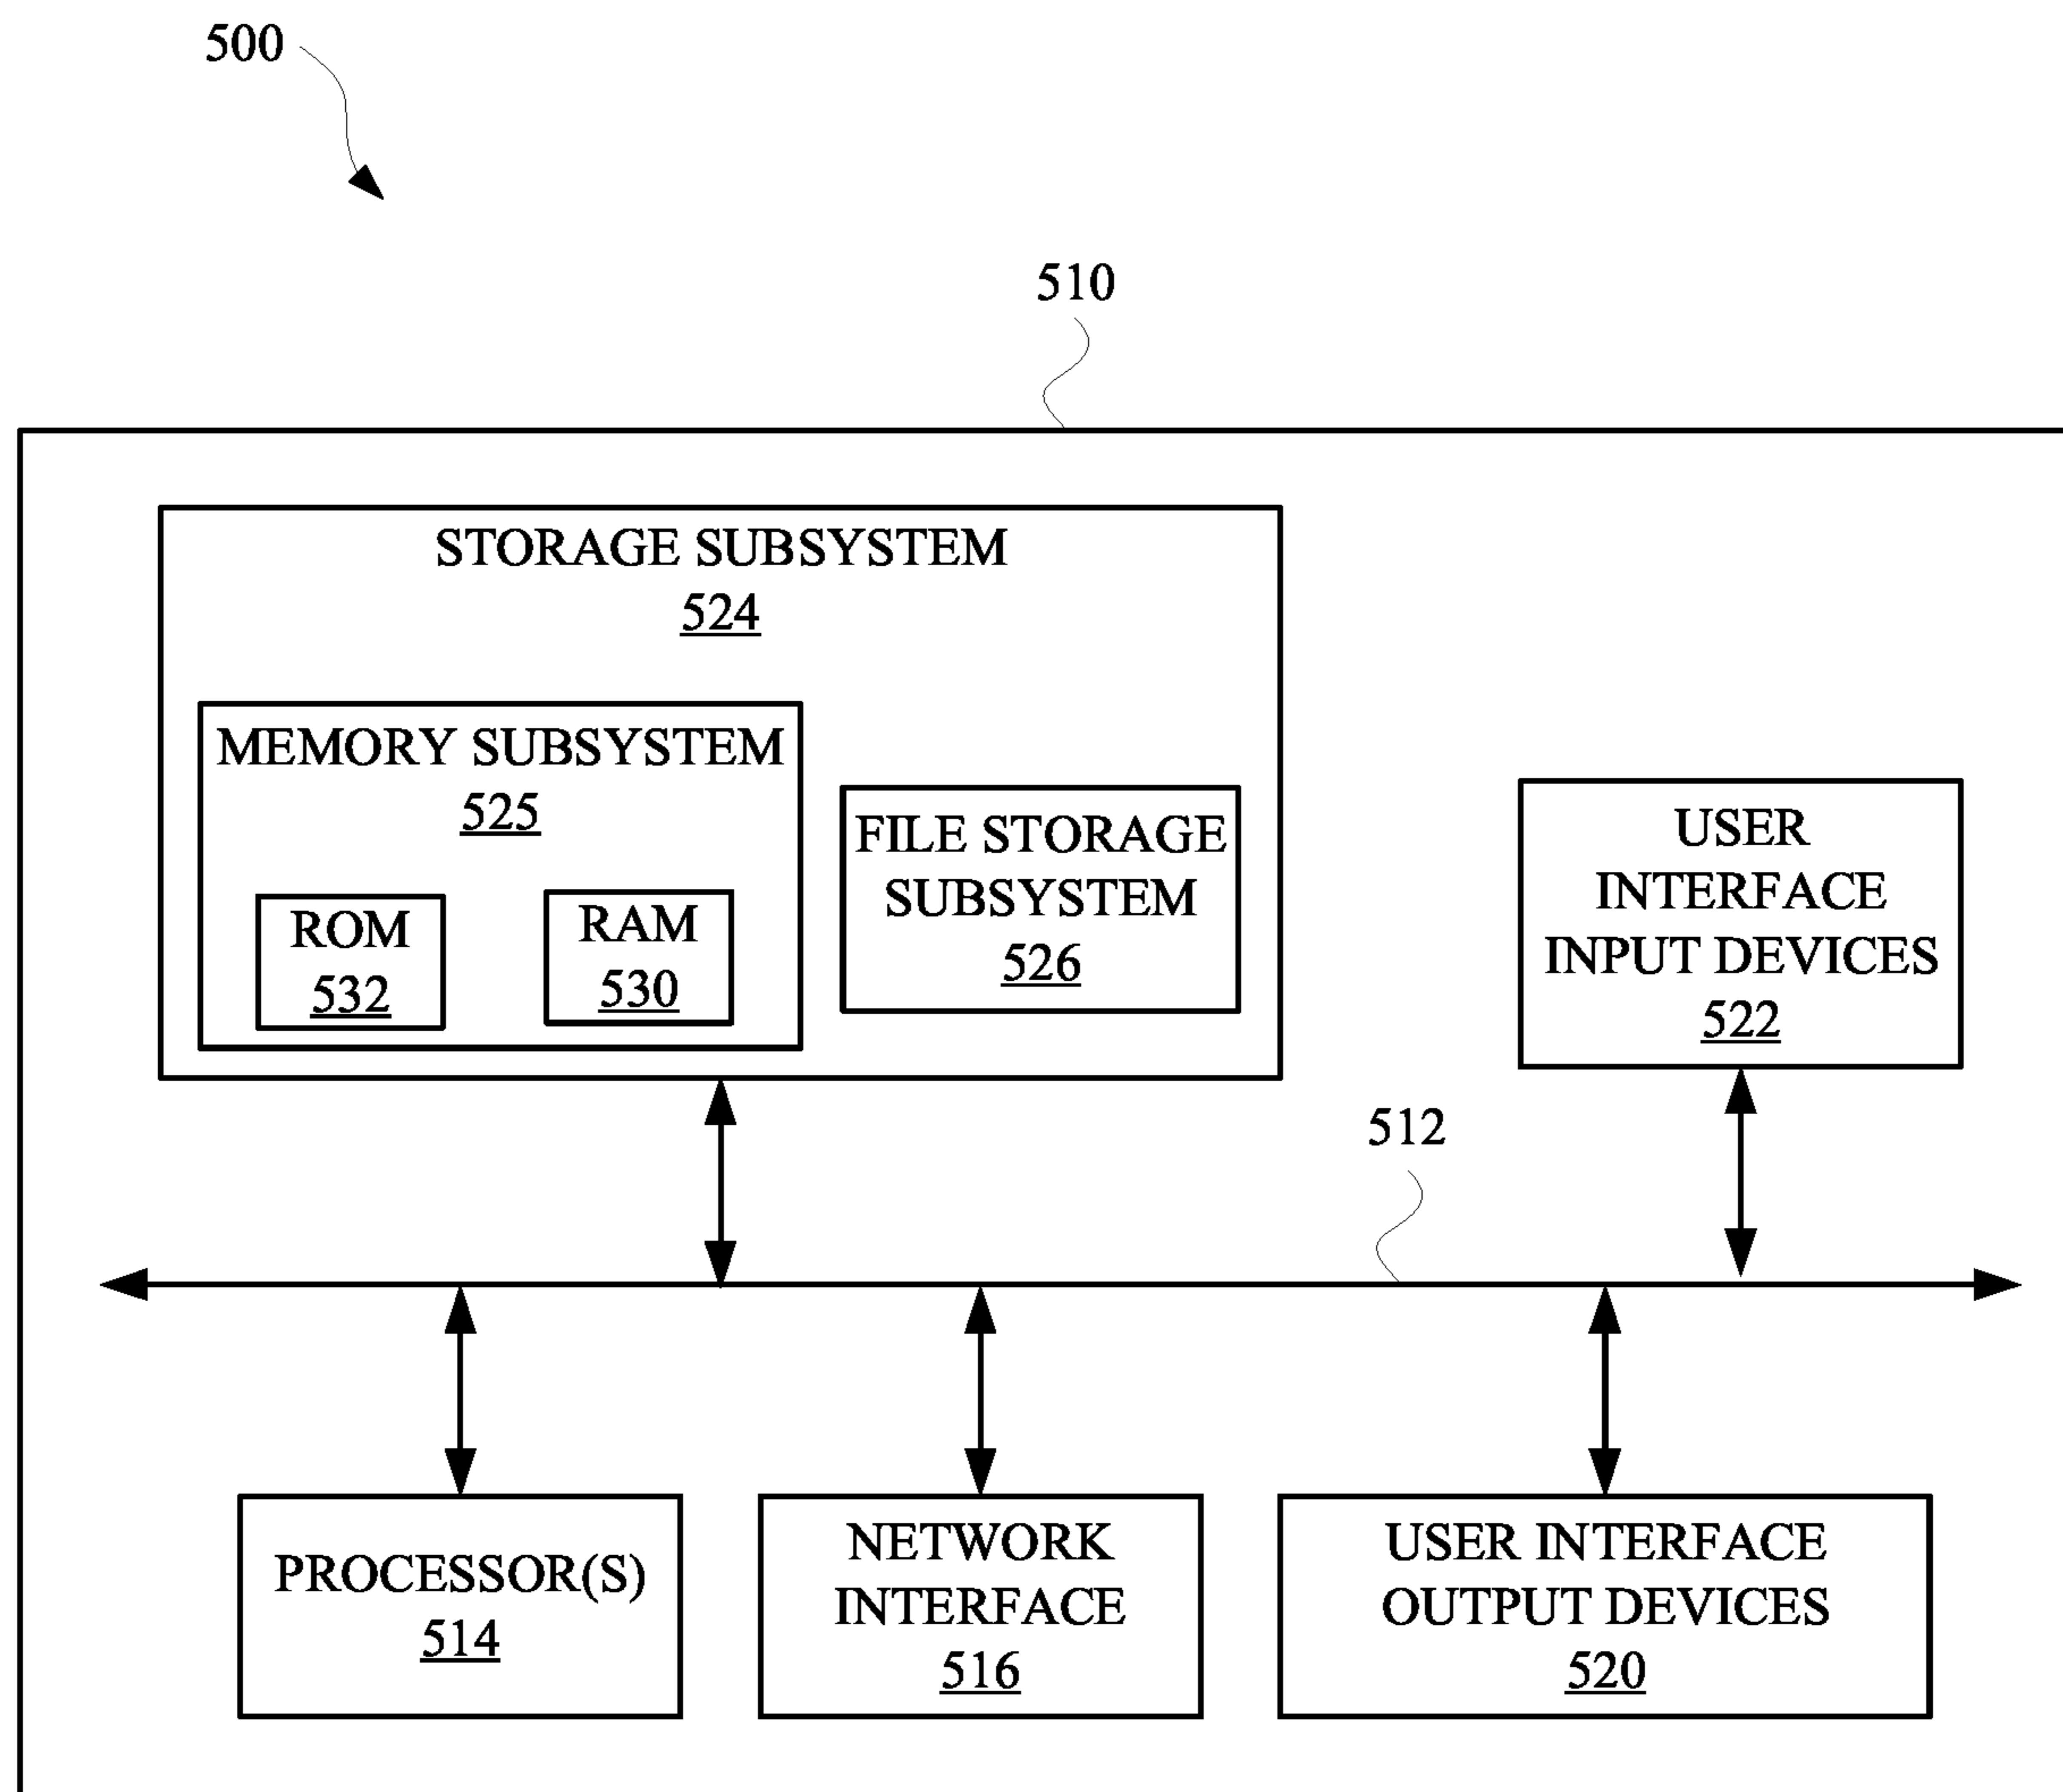 500
510
STORAGE SUBSYSTEM
524
MEMORY SUBSYSTEM
525
ROM
532
RAM
530
FILE STORAGE
SUBSYSTEM
526
USER
INTERFACE
INPUT DEVICES
522
512
PROCESSOR(S)
514
NETWORK
INTERFACE
516
USER INTERFACE
OUTPUT DEVICES
520